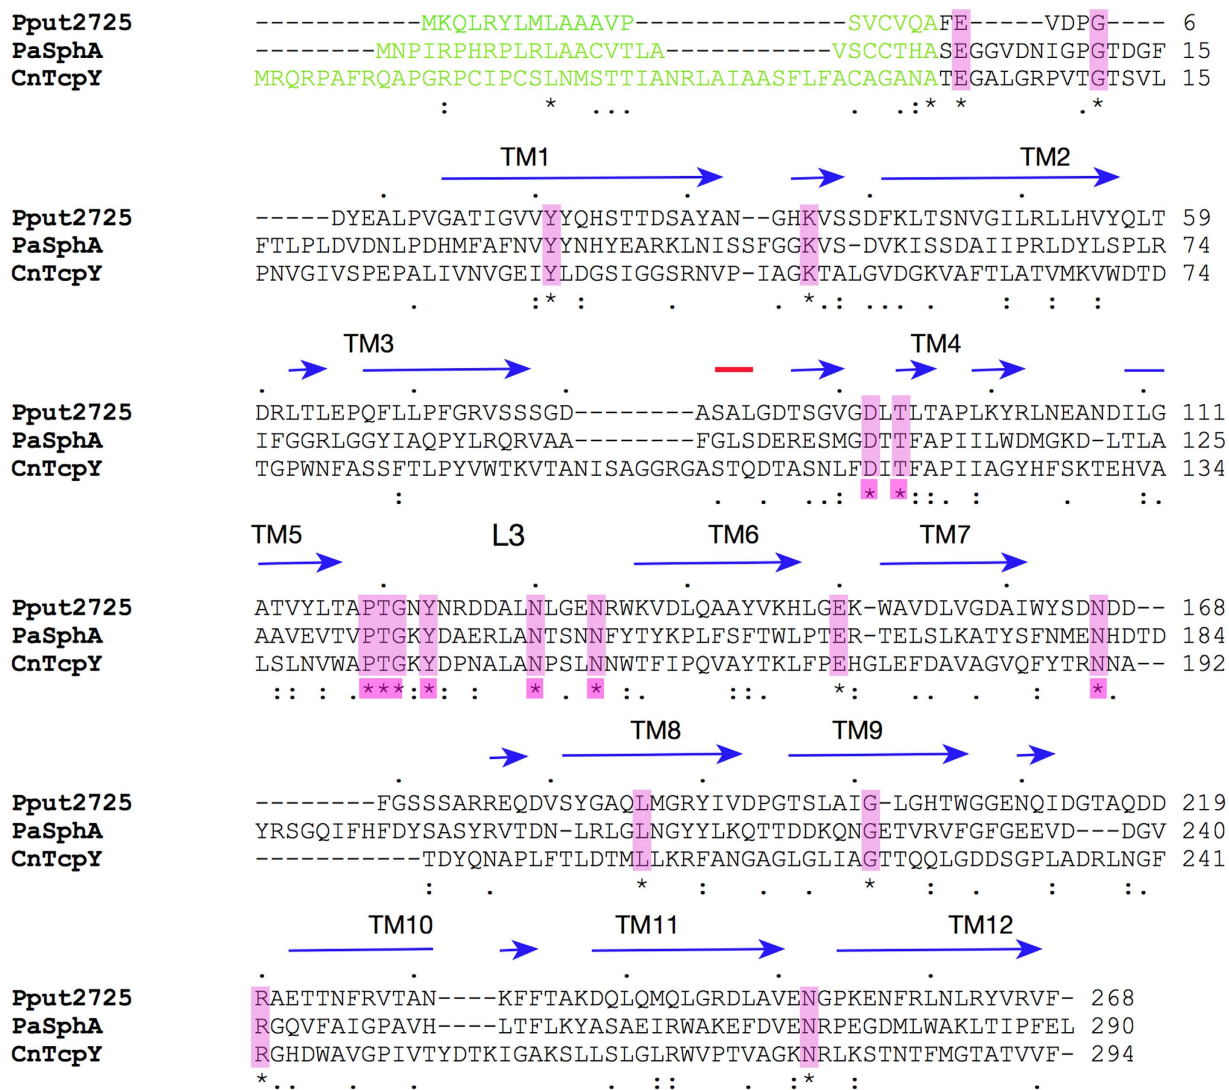 Pput2725 -----------MKQLRYLMLAAAVP--------------SVCVQAFE-----VDPG---- 6
PaSphA --------MNPIRPHRPLRLAACVTLA-----------VSCCTHASEGGVDNIGPGTDGF 15
CnTcpY MRQRPAFRQAPGRPCIPCSLNMSTTIANRLAIAASFLFACAGANATEGALGRPVTGTSVL 15
: * ... . .:* * .*
TM1 TM2
Pput2725 -----DYEALPVGATIGVVYYQHSTTDSAYAN--GHKVSSDFKLTSNVGILRLLHVYQLT 59
PaSphA FTLPLDVDNLPDHMFAFNVYYNHYEARKLNISSFGGKVS-DVKISSDAIIPRLDYLSPLR 74
CnTcpY PNVGIVSPEPALIVNVGEIYLDGSIGGSRNVP-IAGKTALGVDGKVAFTLATVMKVWDTD 74
. :* : . . * .: ... . : : :
TM3 TM4
Pput2725 DRLTLEPQFLLPFGRVSSSGD--------ASALGDTSGVGDLTLTAPLKYRLNEANDILG 111
PaSphA IFGGRLGGYIAQPYLRQRVAA--------FGLSDERESMGDTTFAPIILWDMGKD-LTLA 125
CnTcpY TGPWNFASSFTLPYVWTKVTANISAGGRGASTQDTASNLFDITFAPIIAGYHFSKTEHVA 134
: . . ..: * *::. : :.
TM5 L3 TM6 TM7
Pput2725 ATVYLTAPTGNYNRDDALNLGENRWKVDLQAAYVKHLGEK-WAVDLVGDAIWYSDNDD-- 168
PaSphA AAVEVTVPTGKYDAERLANTSNNFYTYKPLFSFTWLPTER-TELSLKATYSFNMENHDTD 184
CnTcpY LSLNVWAPTGKYDPNALANPSLNNWTFIPQVAYTKLFPEHGLEFDAVAGVQFYTRNNA-- 192
:: : .***:*: : * . * :. ::. *: .. . : *.
TM8 TM9
Pput2725 --------FGSSSARREQDVSYGAQLMGRYIVDPGTSLAIG-LGHTWGGENQIDGTAQDD 219
PaSphA YRSGQIFHFDYSASYRVTDN-LRLGLNGYYLKQTTDDKQNGETVRVFGFGEEVD---DGV 240
CnTcpY -----------TDYQNAPLFTLDTMLLKRFANGAGLGLIAGTTQQLGDDSGPLADRLNGF 241
: . * : . . * : . : :.
TM10 TM11 TM12
Pput2725 RAETTNFRVTAN----KFFTAKDQLQMQLGRDLAVENGPKENFRLNLRYVRVF- 268
PaSphA RGQVFAIGPAVH----LTFLKYASAEIRWAKEFDVENRPEGDMLWAKLTIPFEL 290
CnTcpY RGHDWAVGPIVTYDTKIGAKSLLSLGLRWVPTVAGKNRLKSTNTFMGTATVVF- 294
*.. . . . :: . :* : .